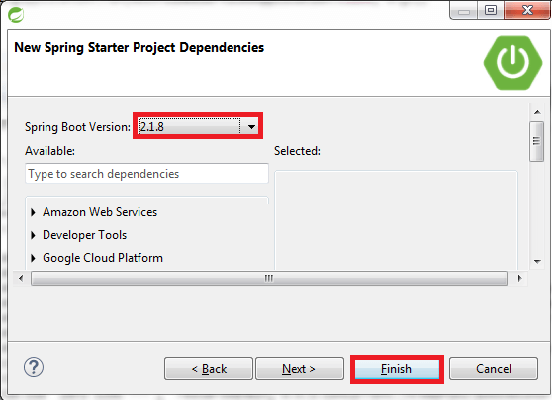 New Spring Starter Project Dependencies
Spring Boot Version: 2.1.8
Available: Selected:
Type to search dependencies
Amazon Web Services
Developer Tools
Google Cloud Platform
? < Back Next > Finish Cancel